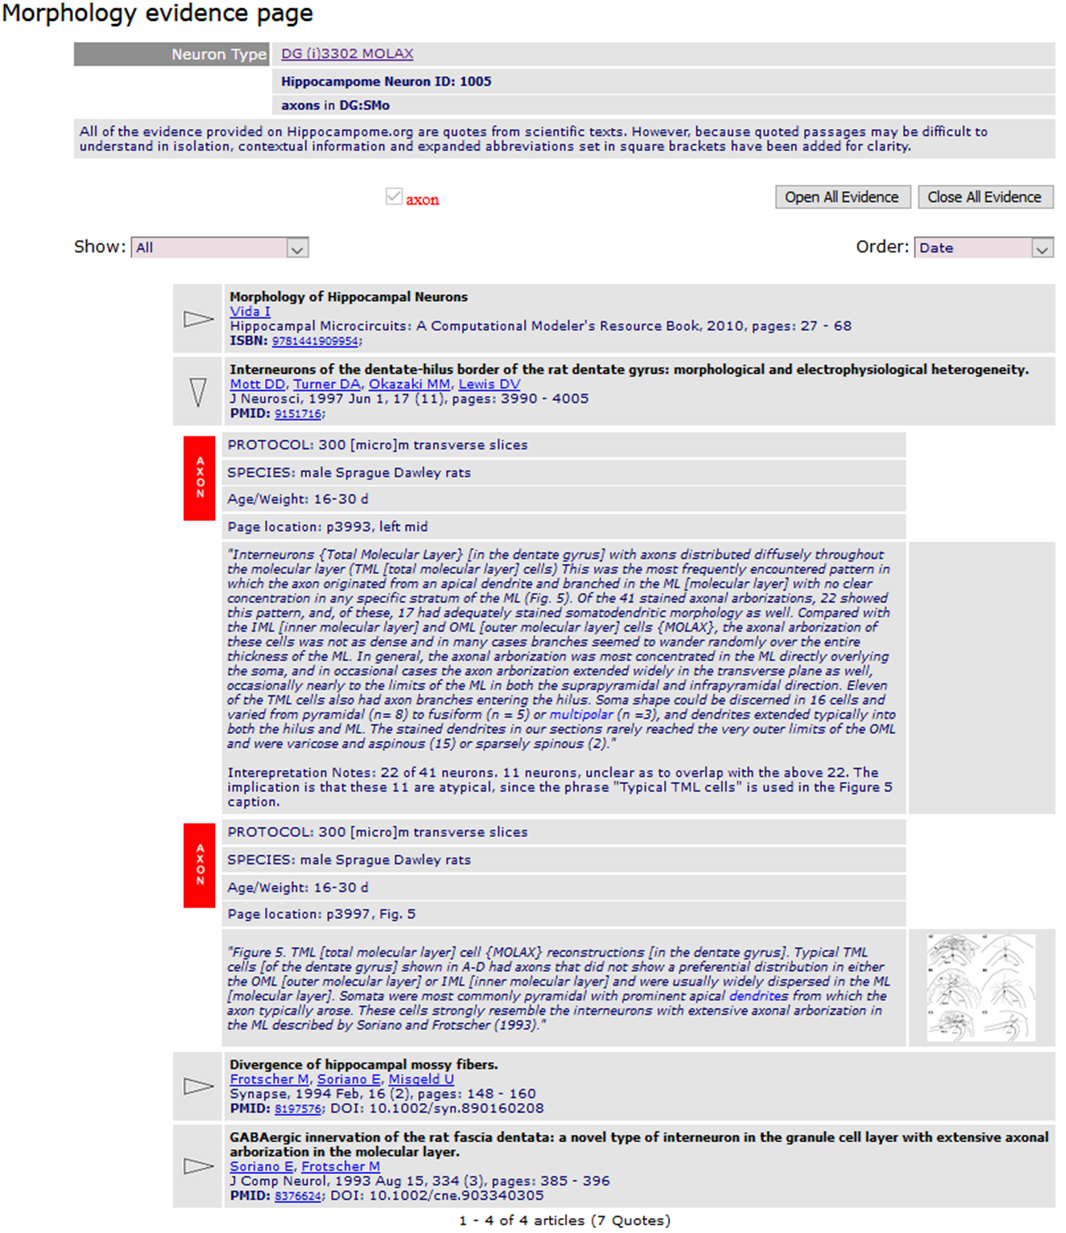 Morphology evidence page
Neuron Type DG (i)3302 MOLAX
Hippocampome Neuron ID: 1005
axons in DG:SMo
All of the evidence provided on Hippocampome.org are quotes from scientific texts. However, because quoted passages may be difficult to
understand in isolation, contextual information and expanded abbreviations set in square brackets have been added for clarity.
axon Open All Evidence Close All Evidence
Show: All Order: Date
Morphology of Hippocampal Neurons
Vida I
Hippocampal Microcircuits: A Computational Modeler's Resource Book, 2010, pages: 27 - 68
ISBN: 9781441909954;
Interneurons of the dentate-hilus border of the rat dentate gyrus: morphological and electrophysiological heterogeneity.
Mott DD, Turner DA, Okazaki MM, Lewis DV
J Neurosci, 1997 Jun 1, 17 (11), pages: 3990 - 4005
PMID: 9151716;
AXON
PROTOCOL: 300 [micro]m transverse slices
SPECIES: male Sprague Dawley rats
Age/Weight: 16-30 d
Page location: p3993, left mid
"Interneurons {Total Molecular Layer} [in the dentate gyrus] with axons distributed diffusely throughout
the molecular layer (TML [total molecular layer] cells) This was the most frequently encountered pattern in
which the axon originated from an apical dendrite and branched in the ML [molecular layer] with no clear
concentration in any specific stratum of the ML (Fig. 5). Of the 41 stained axonal arborizations, 22 showed
this pattern, and, of these, 17 had adequately stained somatodendritic morphology as well. Compared with
the IML [inner molecular layer] and OML [outer molecular layer] cells {MOLAX}, the axonal arborization of
these cells was not as dense and in many cases branches seemed to wander randomly over the entire
thickness of the ML. In general, the axonal arborization was most concentrated in the ML directly overlying
the soma, and in occasional cases the axon arborization extended widely in the transverse plane as well,
occasionally nearly to the limits of the ML in both the suprapyramidal and infrapyramidal direction. Eleven
of the TML cells also had axon branches entering the hilus. Soma shape could be discerned in 16 cells and
varied from pyramidal (n= 8) to fusiform (n = 5) or multipolar (n =3), and dendrites extended typically into
both the hilus and ML. The stained dendrites in our sections rarely reached the very outer limits of the OML
and were varicose and aspinous (15) or sparsely spinous (2)."
Interepretation Notes: 22 of 41 neurons. 11 neurons, unclear as to overlap with the above 22. The
implication is that these 11 are atypical, since the phrase "Typical TML cells" is used in the Figure 5
caption.
AXON
PROTOCOL: 300 [micro]m transverse slices
SPECIES: male Sprague Dawley rats
Age/Weight: 16-30 d
Page location: p3997, Fig. 5
"Figure 5. TML [total molecular layer] cell {MOLAX} reconstructions [in the dentate gyrus]. Typical TML
cells [of the dentate gyrus] shown in A-D had axons that did not show a preferential distribution in either
the OML [outer molecular layer] or IML [inner molecular layer] and were usually widely dispersed in the ML
[molecular layer]. Somata were most commonly pyramidal with prominent apical dendrites from which the
axon typically arose. These cells strongly resemble the interneurons with extensive axonal arborization in
the ML described by Soriano and Frotscher (1993)."
Divergence of hippocampal mossy fibers.
Frotscher M, Soriano E, Misgeld U
Synapse, 1994 Feb, 16 (2), pages: 148 - 160
PMID: 8197576; DOI: 10.1002/syn.890160208
GABAergic innervation of the rat fascia dentata: a novel type of interneuron in the granule cell layer with extensive axonal
arborization in the molecular layer.
Soriano E, Frotscher M
J Comp Neurol, 1993 Aug 15, 334 (3), pages: 385 - 396
PMID: 8376624; DOI: 10.1002/cne.903340305
1 - 4 of 4 articles (7 Quotes)